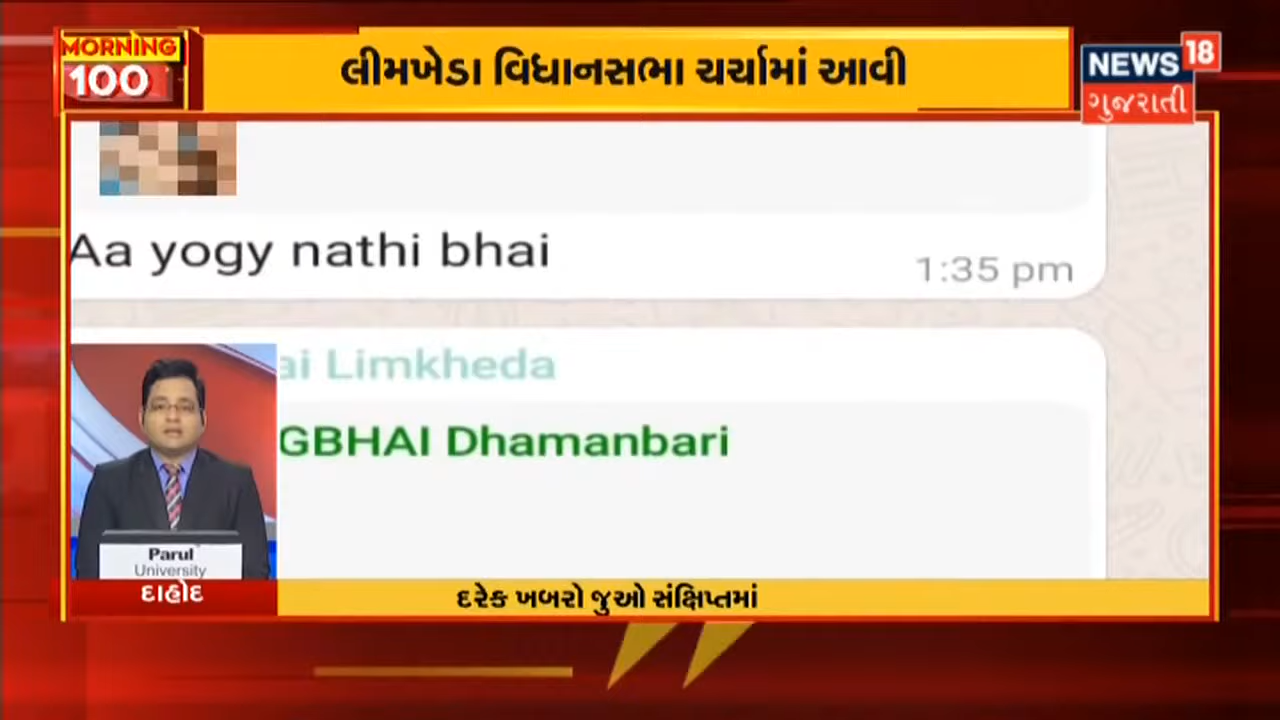 MORNING
100
લીમખેડા વિધાનસભા ચર્ચામાં આવી
NEWS 18
ગુજરાતી
Aa yogy nathi bhai
1:35 pm
ai Limkheda
GBHAI Dhamanbari
Parul
University
દાહોદ
દરેક ખબરો જુઓ સંક્ષિપ્તમાં